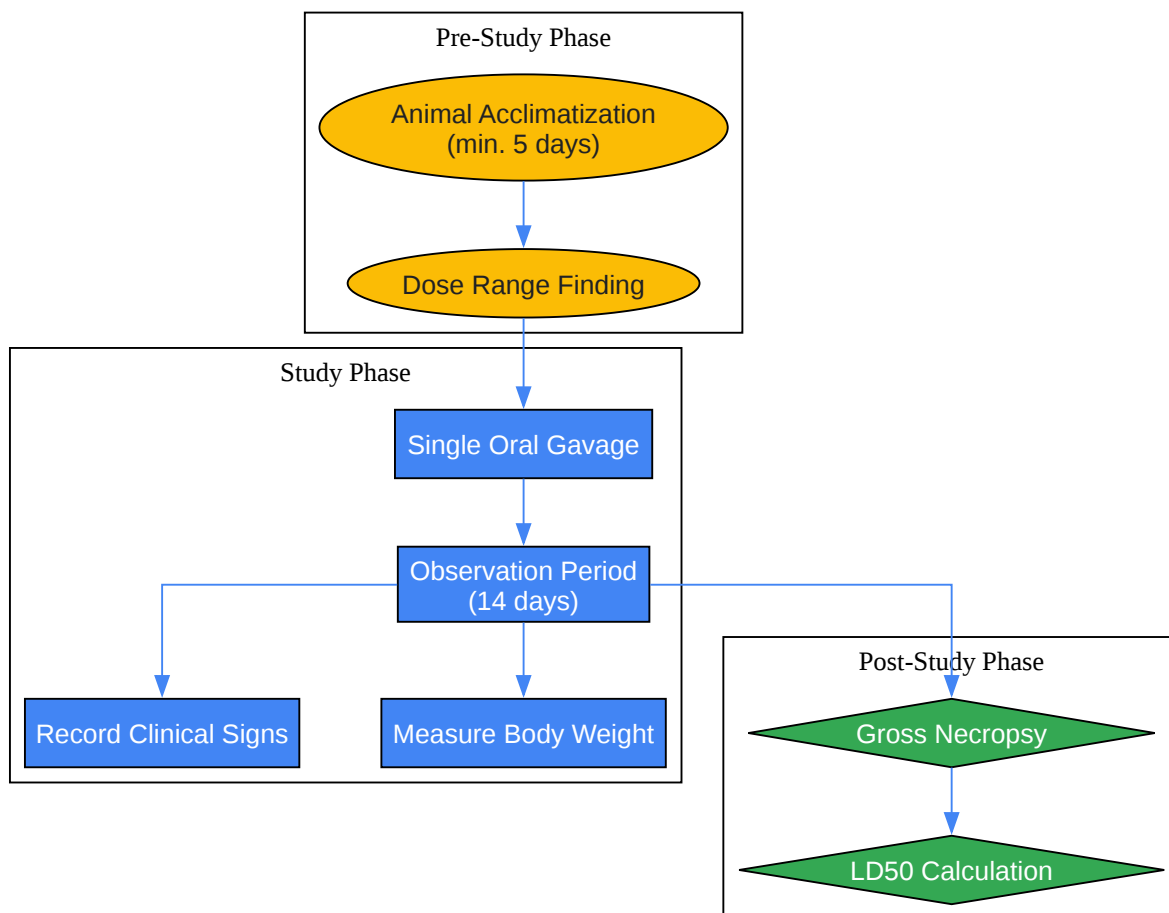 Pre-Study Phase
Animal Acclimatization
(min. 5 days)
Dose Range Finding
Study Phase
Single Oral Gavage
Observation Period
(14 days)
Record Clinical Signs
Measure Body Weight
Post-Study Phase
Gross Necropsy
LD50 Calculation